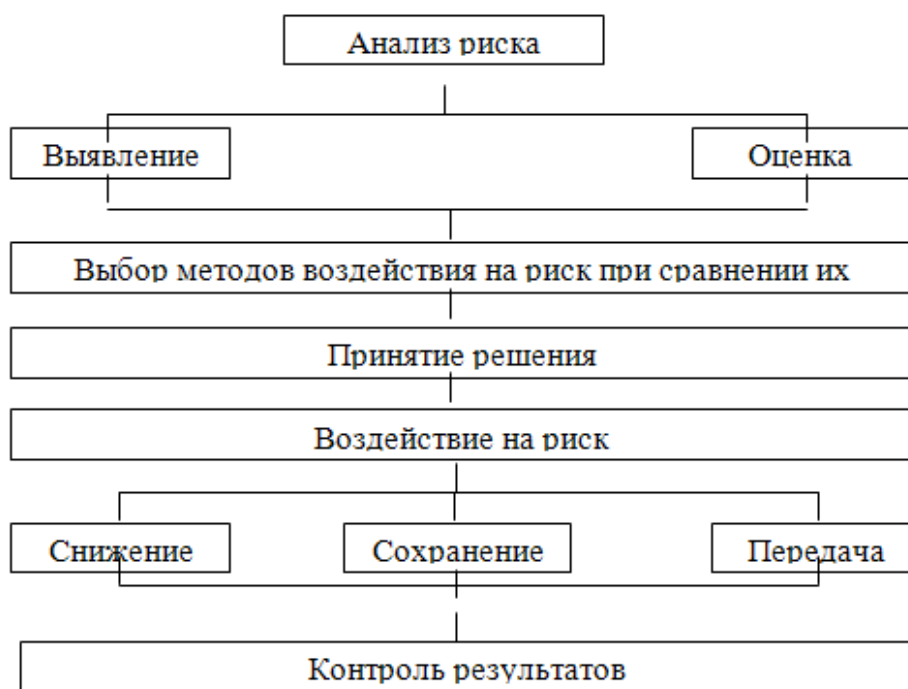 Анализ риска
Выявление
Оценка
Выбор методов воздействия на риск при сравнении их
Принятие решения
Воздействие на риск
Снижение
Сохранение
Передача
Контроль результатов